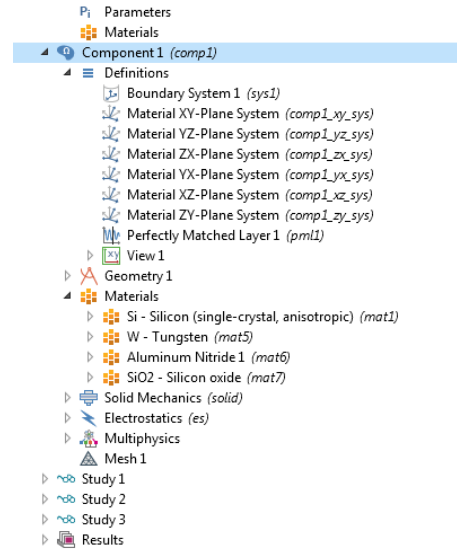 Pi Parameters
Materials
Component 1 (comp1)
Definitions
Boundary System 1 (sys1)
Material XY-Plane System (comp1_xy_sys)
Material YZ-Plane System (comp1_yz_sys)
Material ZX-Plane System (comp1_zx_sys)
Material YX-Plane System (comp1_yx_sys)
Material XZ-Plane System (comp1_xz_sys)
Material ZY-Plane System (comp1_zy_sys)
Perfectly Matched Layer 1 (pml1)
xy View 1
Geometry 1
Materials
Si - Silicon (single-crystal, anisotropic) (mat1)
W - Tungsten (mat5)
Aluminum Nitride 1 (mat6)
SiO2 - Silicon oxide (mat7)
Solid Mechanics (solid)
Electrostatics (es)
Multiphysics
Mesh 1
Study 1
Study 2
Study 3
Results